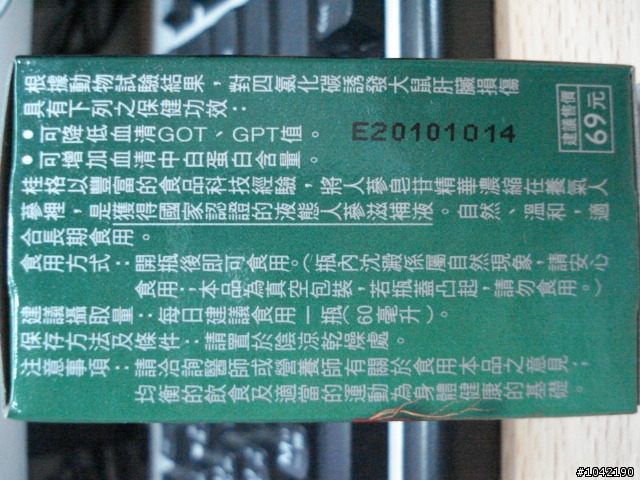 根據動物試驗結果，對四氯化碳誘發大鼠肝臟損傷
具有下列之保健功效：
●可降低血清GOT、GPT值。
E20101014
●可增加血清中白蛋白含量。
建議售價
69元
桂格以豐富的食品科技經驗，將人蔘皂苷精華濃縮在養氣人
蔘裡，是獲得國家認證的液態人蔘滋補液。自然、溫和，適
合長期食用。
食用方式：開瓶後即可食用。（瓶內沈澱係屬自然現象，請安心
食用；本品為真空包裝，若瓶蓋凸起，請勿食用。）
建議攝取量：每日建議食用一瓶（60毫升）。
保存方法及條件：請置於陰涼乾燥處。
注意事項：請洽詢醫師或營養師有關於食用本品之意見；
均衡的飲食及適當的運動為身體健康的基礎。
#1042190